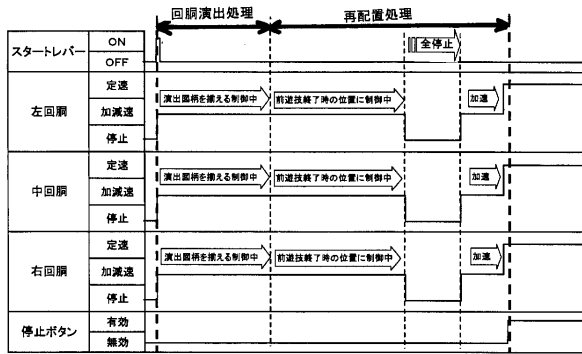 回胴演出処理
再配置処理
スタートレバー
ON
OFF
全停止
左回胴
定速
加減速
停止
演出図柄を揃える制御中
前遊技終了時の位置に制御中
加速
中回胴
定速
加減速
停止
演出図柄を揃える制御中
前遊技終了時の位置に制御中
加速
右回胴
定速
加減速
停止
演出図柄を揃える制御中
前遊技終了時の位置に制御中
加速
停止ボタン
有効
無効